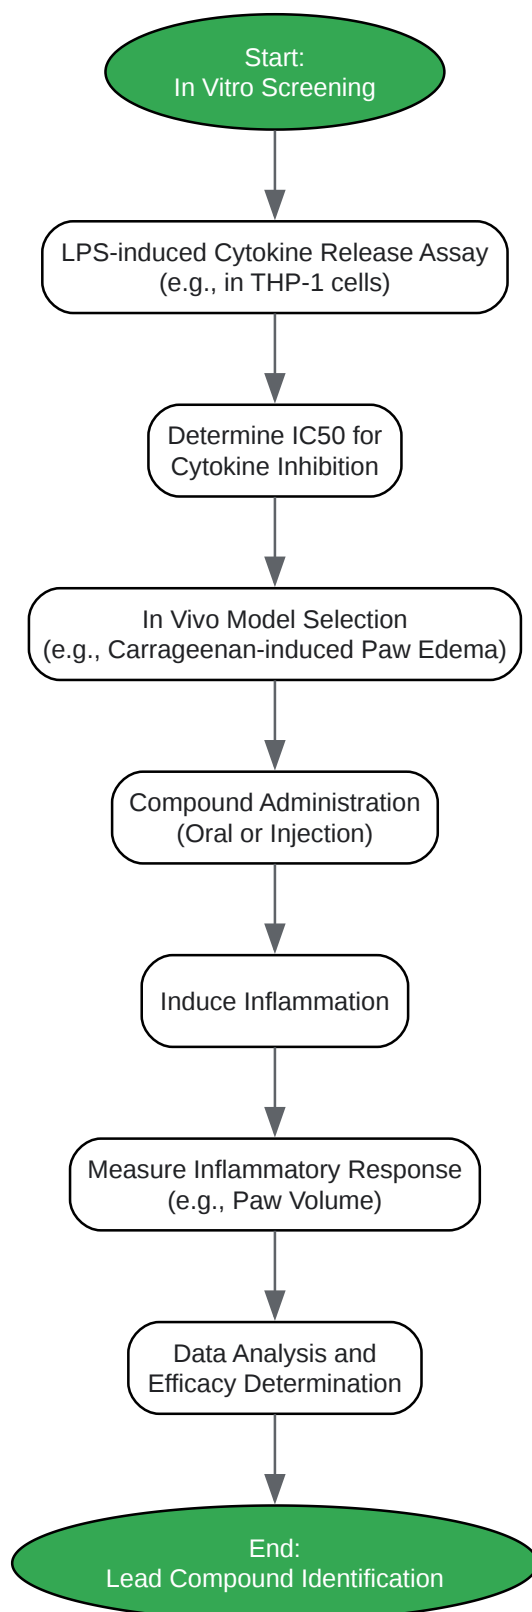 Start:
In Vitro Screening
LPS-induced Cytokine Release Assay
(e.g., in THP-1 cells)
Determine IC50 for
Cytokine Inhibition
In Vivo Model Selection
(e.g., Carrageenan-induced Paw Edema)
Compound Administration
(Oral or Injection)
Induce Inflammation
Measure Inflammatory Response
(e.g., Paw Volume)
Data Analysis and
Efficacy Determination
End:
Lead Compound Identification